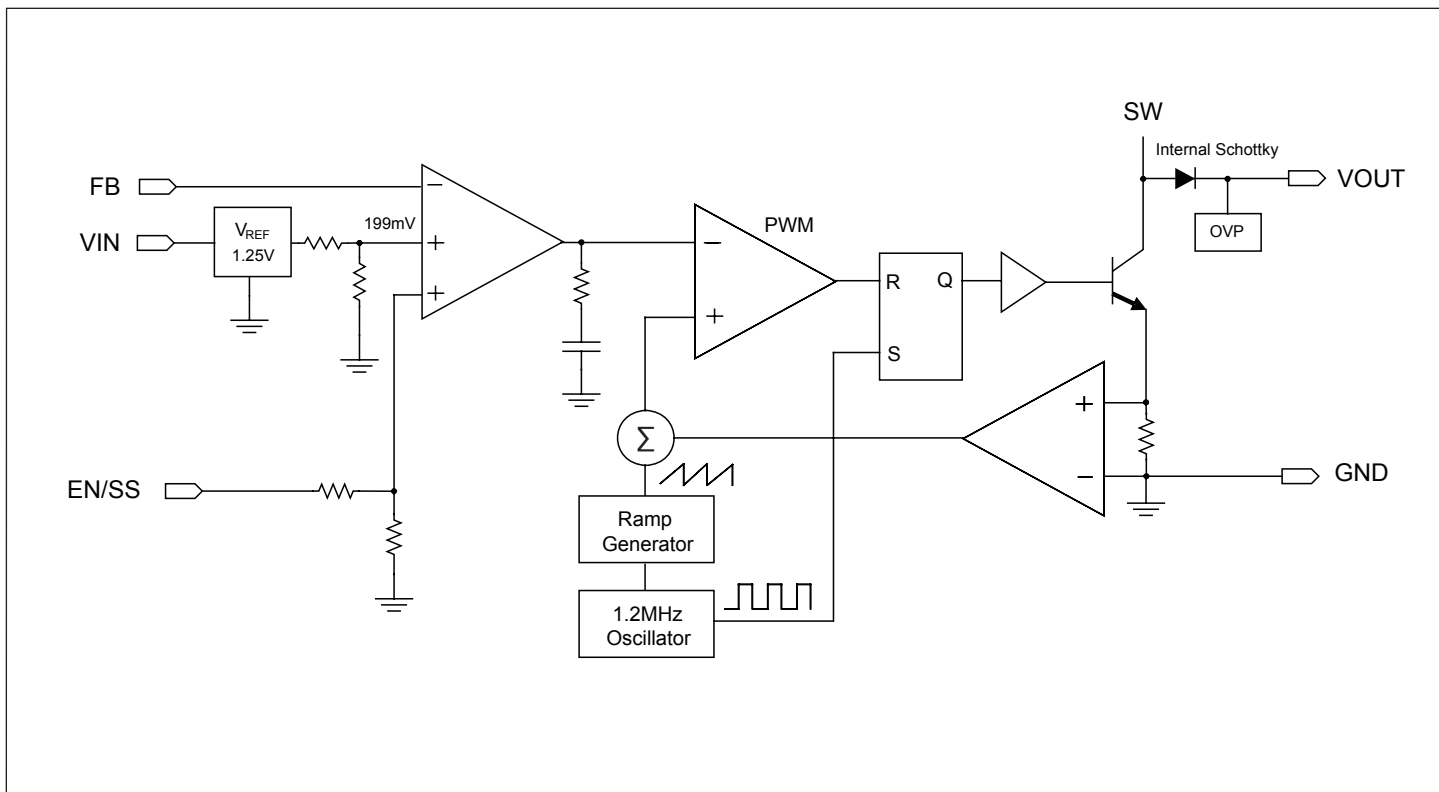 SW
Internal Schottky
VOUT
OVP
FB
−
199mV
VIN
VREF
1.25V
+
+
PWM
−
+
R
Q
S
EN/SS
Σ
+
−
GND
Ramp
Generator
1.2MHz
Oscillator